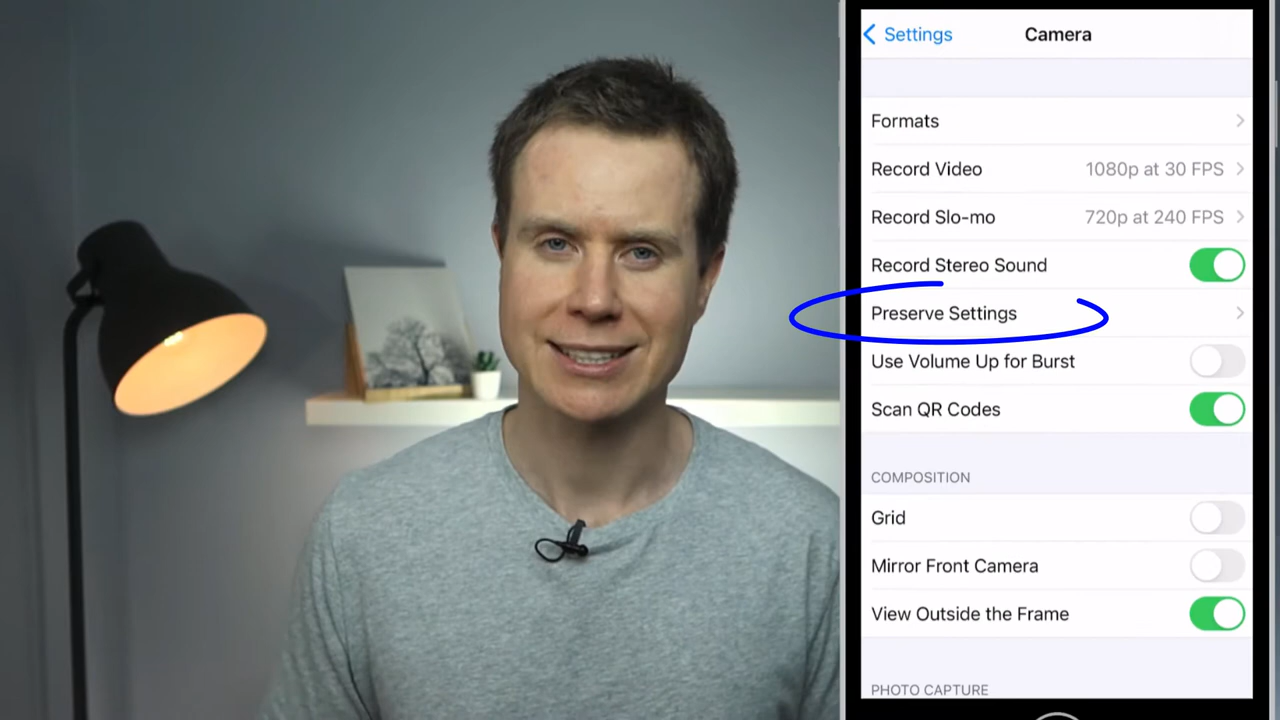 Settings
Camera
Formats
Record Video 1080p at 30 FPS
Record Slo-mo 720p at 240 FPS
Record Stereo Sound
Preserve Settings
Use Volume Up for Burst
Scan QR Codes
COMPOSITION
Grid
Mirror Front Camera
View Outside the Frame
PHOTO CAPTURE